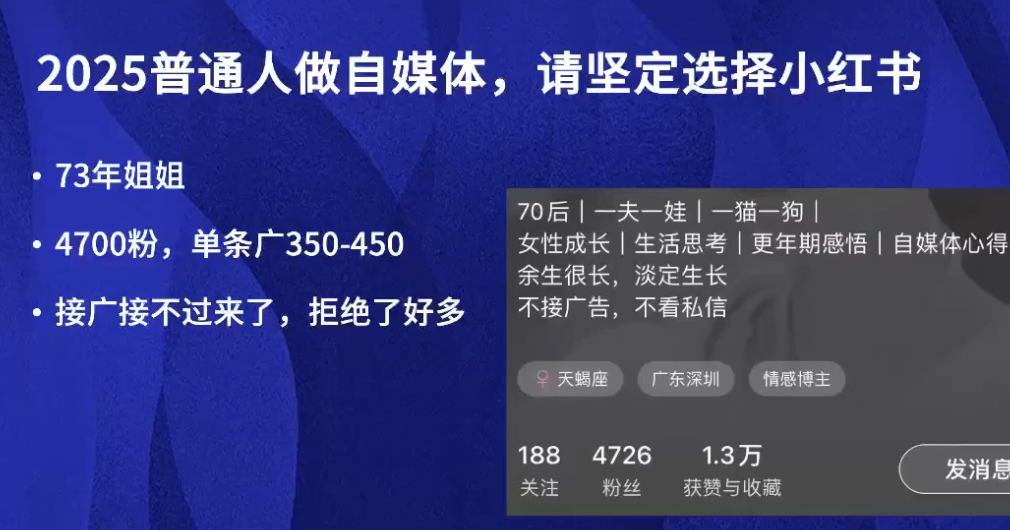 2025普通人做自媒体，请坚定选择小红书
• 73年姐姐
• 4700粉，单条广350-450
• 接广接不过来了，拒绝了好多
70后｜一夫一娃｜一猫一狗｜
女性成长｜生活思考｜更年期感悟｜自媒体心得
余生很长，淡定生长
不接广告，不看私信
♀ 天蝎座 广东深圳 情感博主
188 4726 1.3万
关注 粉丝 获赞与收藏
发消息